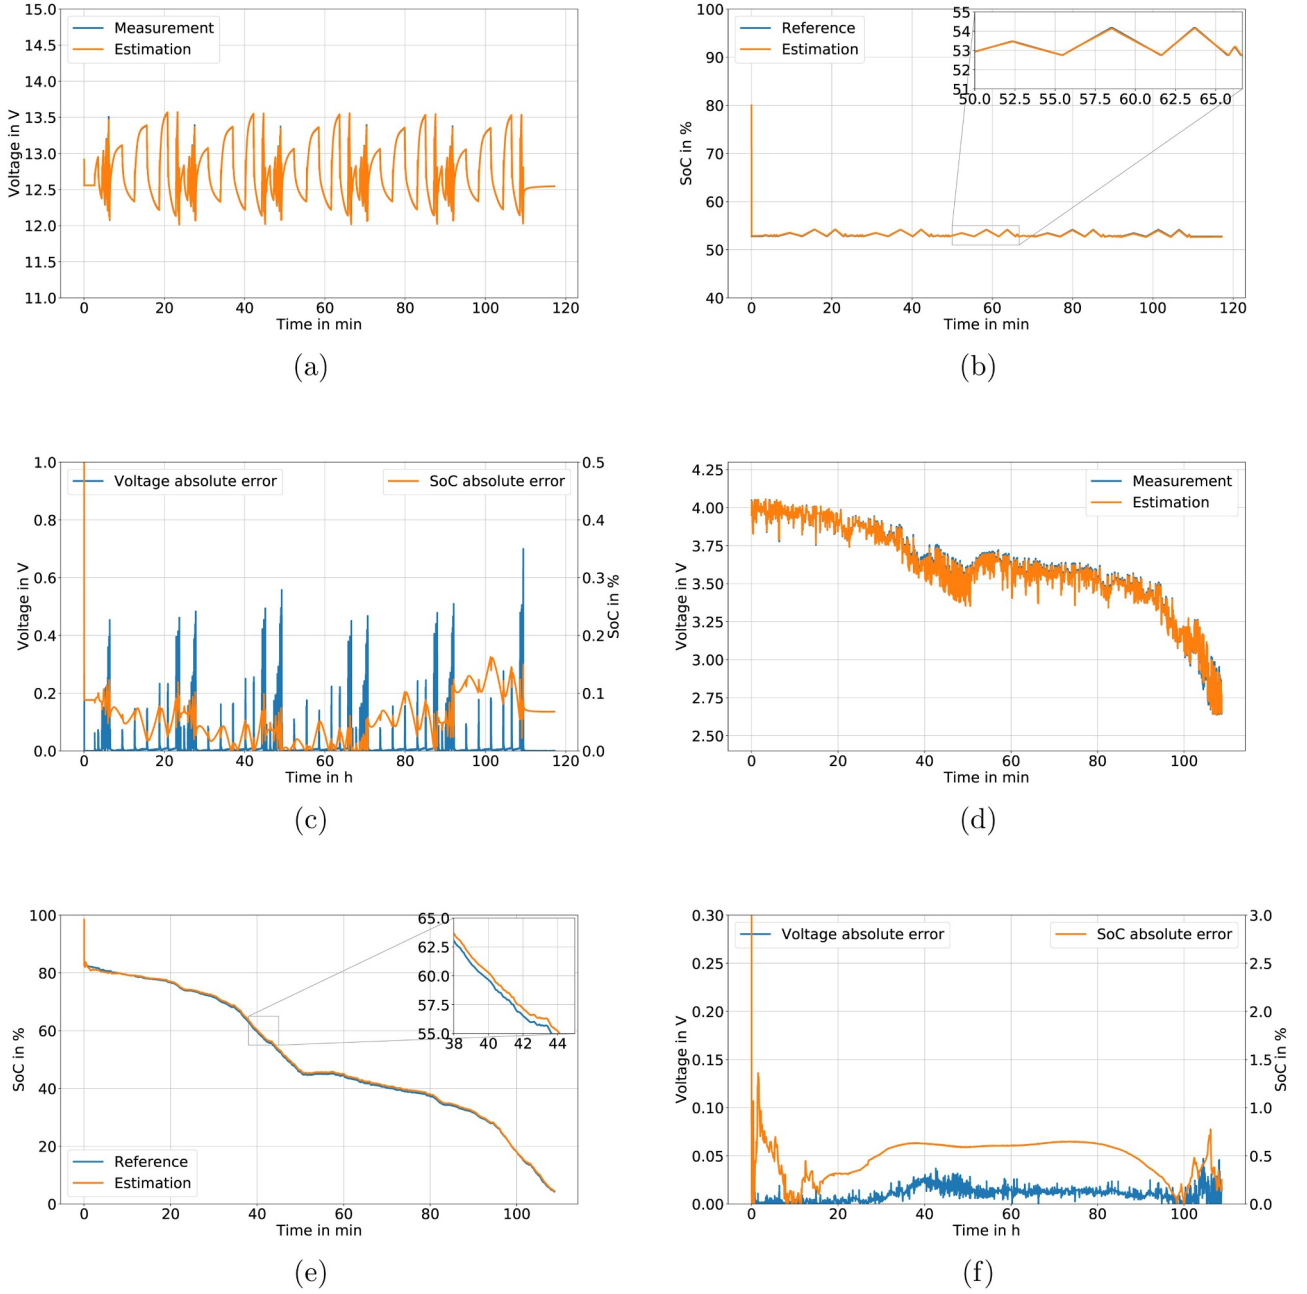 15.0
14.5
14.0
13.5
13.0
12.5
12.0
11.5
11.0
Voltage in V
Measurement
Estimation
0 20 40 60 80 100 120
Time in min
(a)
100
90
80
70
60
50
40
SoC in %
Reference
Estimation
55
54
53
52
51
50.0 52.5 55.0 57.5 60.0 62.5 65.0
0 20 40 60 80 100
Time in min
(b)
1.0
0.8
0.6
0.4
0.2
0.0
Voltage in V
Voltage absolute error
SoC absolute error
0.5
0.4
0.3
0.2
0.1
0.0
SoC in %
0 20 40 60 80 100 120
Time in h
(c)
4.25
4.00
3.75
3.50
3.25
3.00
2.75
2.50
Voltage in V
Measurement
Estimation
0 20 40 60 80 100
Time in min
(d)
100
80
60
40
20
0
SoC in %
65.0
62.5
60.0
57.5
55.0
38 40 42 44
Reference
Estimation
0 20 40 60 80 100
Time in min
(e)
0.30
0.25
0.20
0.15
0.10
0.05
0.00
Voltage in V
Voltage absolute error
SoC absolute error
3.0
2.5
2.0
1.5
1.0
0.5
0.0
SoC in %
0 20 40 60 80 100
Time in h
(f)